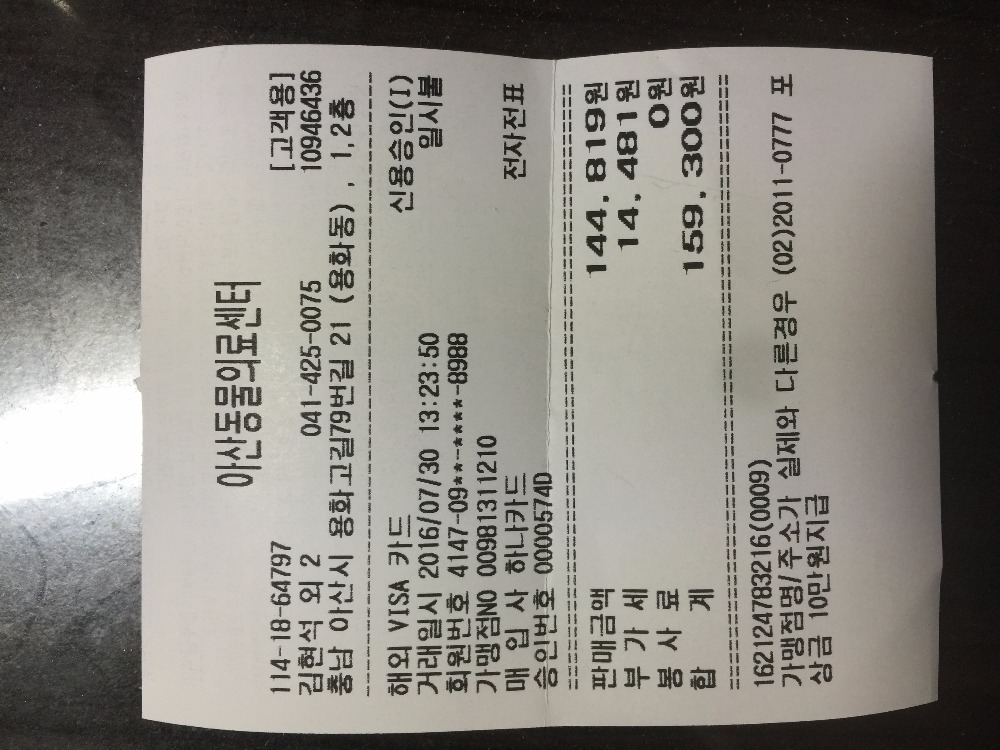 아산동물의료센터
114-18-64797 [고객용]
김현석 외 2 041-425-0075 10946436
충남 아산시 용화고길79번길 21 (용화동) , 1,2층
해외 VISA 카드 신용승인(I)
거래일시 2016/07/30 13:23:50 일시불
회원번호 4147-09**-****-8988
가맹점NO 00981311210
매 입 사 하나카드 전자전표
승인번호 0000574D
판매금액 144,819원
부 가 세 14,481원
봉 사 료 0원
합 계 159,300원
162124783216(0009)
가맹점명/주소가 실제와 다른경우 (02)2011-0777 포
상금 10만원지급